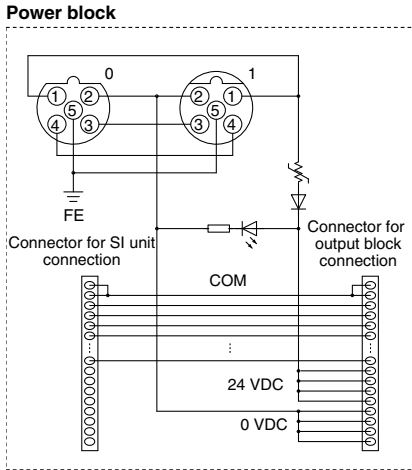 Power block
0
1
1 2 5 4 3
2 1 5 3 4
FE
Connector for SI unit
connection
Connector for
output block
connection
COM
24 VDC
0 VDC